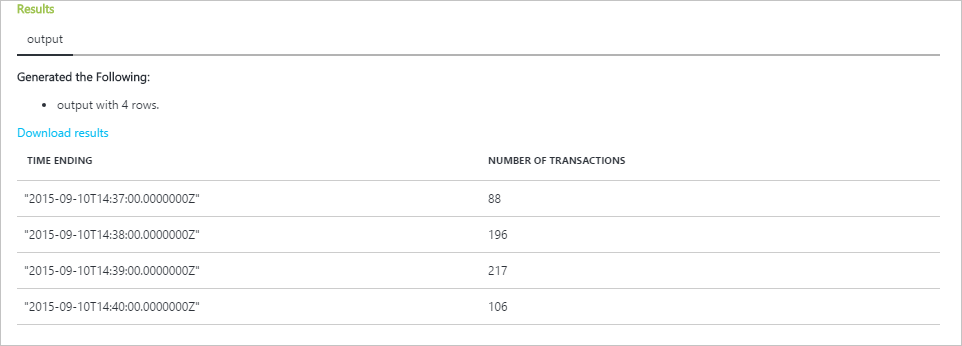 Results
output
Generated the Following:
• output with 4 rows.
Download results
TIME ENDING NUMBER OF TRANSACTIONS
"2015-09-10T14:37:00.0000000Z" 88
"2015-09-10T14:38:00.0000000Z" 196
"2015-09-10T14:39:00.0000000Z" 217
"2015-09-10T14:40:00.0000000Z" 106